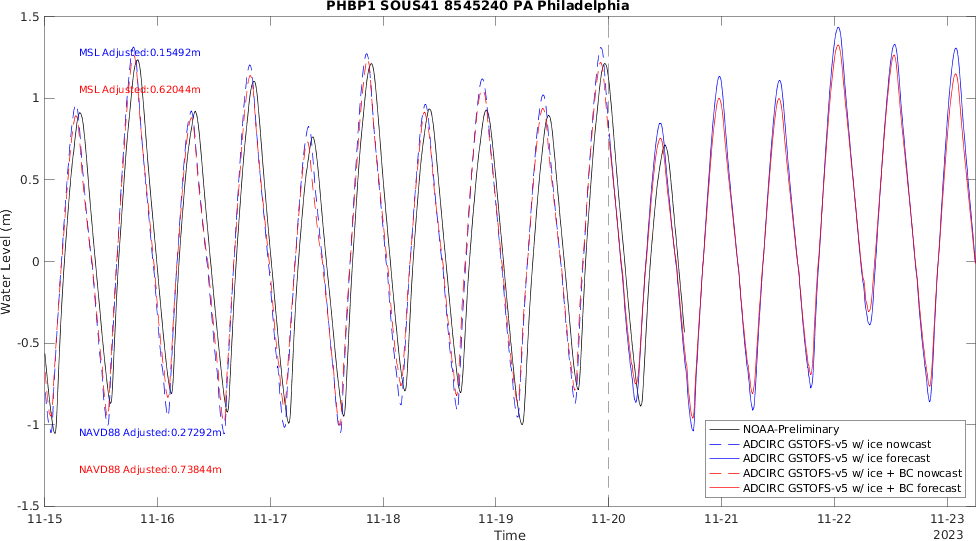 PHBP1 SOUS41 8545240 PA Philadelphia
1.5
MSL Adjusted:0.15492m
1
MSL Adjusted:0.62044m
0.5
Water Level (m)
0
-0.5
-1
NAVD88 Adjusted:0.27292m
NAVD88 Adjusted:0.73844m
-1.5
NOAA-Preliminary
ADCIRC GSTOFS-v5 w/ ice nowcast
ADCIRC GSTOFS-v5 w/ ice forecast
ADCIRC GSTOFS-v5 w/ ice + BC nowcast
ADCIRC GSTOFS-v5 w/ ice + BC forecast
11-15 11-16 11-17 11-18 11-19 11-20 11-21 11-22 11-23
Time
2023